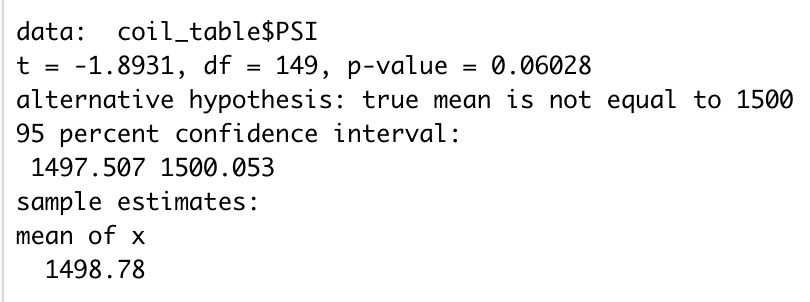 data:  coil_table$PSI
t = -1.8931, df = 149, p-value = 0.06028
alternative hypothesis: true mean is not equal to 1500
95 percent confidence interval:
 1497.507 1500.053
sample estimates:
mean of x
  1498.78